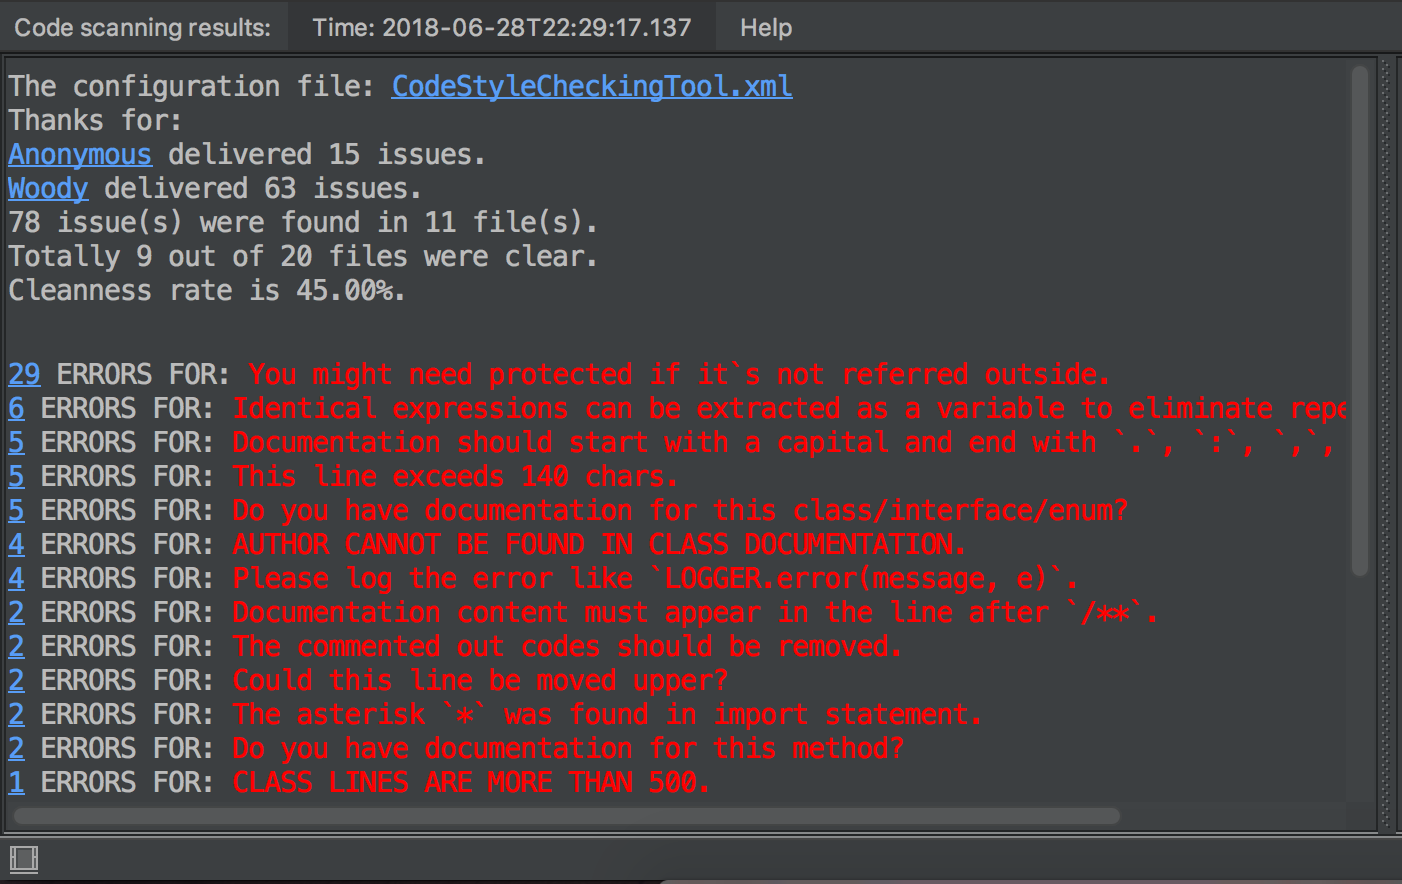 Code scanning results: Time: 2018-06-28T22:29:17.137 Help
The configuration file: CodeStyleCheckingTool.xml
Thanks for:
Anonymous delivered 15 issues.
Woody delivered 63 issues.
78 issue(s) were found in 11 file(s).
Totally 9 out of 20 files were clear.
Cleanness rate is 45.00%.
29 ERRORS FOR: You might need protected if it`s not referred outside.
6 ERRORS FOR: Identical expressions can be extracted as a variable to eliminate repe
5 ERRORS FOR: Documentation should start with a capital and end with `.`, `:`, `,`,
5 ERRORS FOR: This line exceeds 140 chars.
5 ERRORS FOR: Do you have documentation for this class/interface/enum?
4 ERRORS FOR: AUTHOR CANNOT BE FOUND IN CLASS DOCUMENTATION.
4 ERRORS FOR: Please log the error like `LOGGER.error(message, e)`.
2 ERRORS FOR: Documentation content must appear in the line after `/**`.
2 ERRORS FOR: The commented out codes should be removed.
2 ERRORS FOR: Could this line be moved upper?
2 ERRORS FOR: The asterisk `*` was found in import statement.
2 ERRORS FOR: Do you have documentation for this method?
1 ERRORS FOR: CLASS LINES ARE MORE THAN 500.